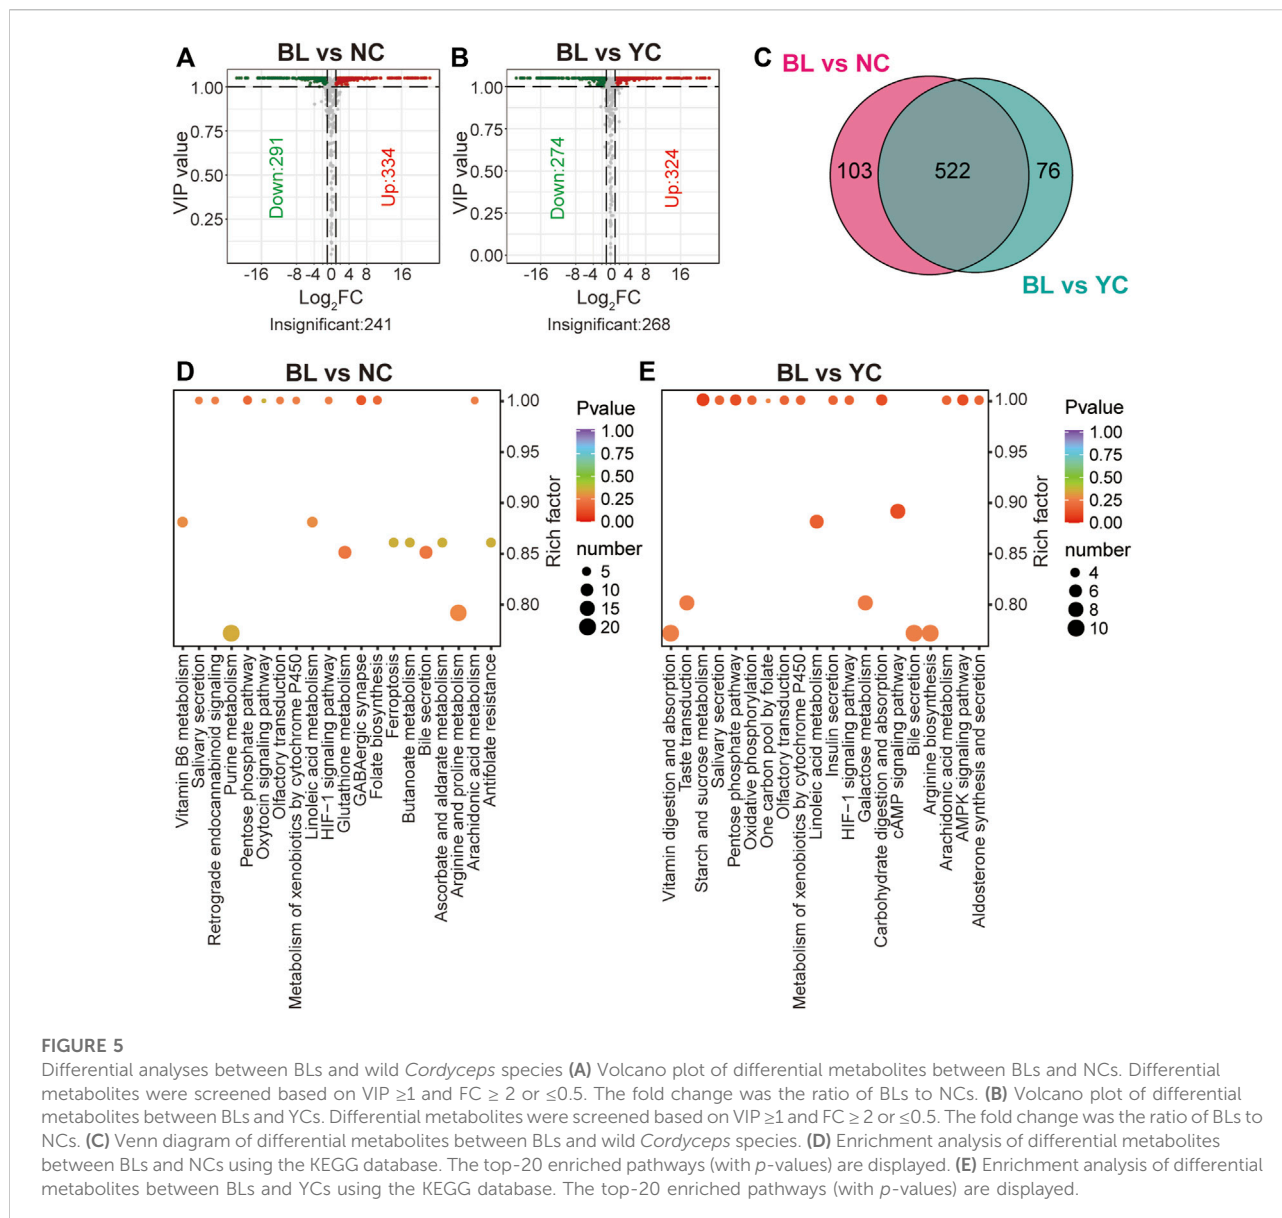 A
BL vs NC
VIP value
1.00
0.75
0.50
0.25
Down:291
Up:334
-16
-8
-4
0
4
8
16
Log2FC
Insignificant:241
B
BL vs YC
VIP value
1.00
0.75
0.50
0.25
0.00
Down:274
Up:324
-16
-8
-4
0
4
8
16
Log2FC
Insignificant:268
C
BL vs NC
103
522
76
BL vs YC
D
BL vs NC
1.00
0.95
0.90
0.85
0.80
Rich factor
Pvalue
1.00
0.75
0.50
0.25
0.00
number
5
10
15
20
Vitamin B6 metabolism
Salivary secretion
Retrograde endocannabinoid signaling
Purine metabolism
Pentose phosphate pathway
Oxytocin signaling pathway
Olfactory transduction
Metabolism of xenobiotics by cytochrome P450
Linoleic acid metabolism
HIF−1 signaling pathway
Glutathione metabolism
GABAergic synapse
Folate biosynthesis
Ferroptosis
Butanoate metabolism
Bile secretion
Ascorbate and aldarate metabolism
Arginine and proline metabolism
Arachidonic acid metabolism
Antifolate resistance
E
BL vs YC
1.00
0.95
0.90
0.85
0.80
Rich factor
Pvalue
1.00
0.75
0.50
0.25
0.00
number
4
6
8
10
Vitamin digestion and absorption
Taste transduction
Starch and sucrose metabolism
Salivary secretion
Pentose phosphate pathway
Oxidative phosphorylation
One carbon pool by folate
Olfactory transduction
Metabolism of xenobiotics by cytochrome P450
Linoleic acid metabolism
Insulin secretion
HIF−1 signaling pathway
Galactose metabolism
Carbohydrate digestion and absorption
cAMP signaling pathway
Bile secretion
Arginine biosynthesis
Arachidonic acid metabolism
AMPK signaling pathway
Aldosterone synthesis and secretion
FIGURE 5
Differential analyses between BLs and wild Cordyceps species (A) Volcano plot of differential metabolites between BLs and NCs. Differential
metabolites were screened based on VIP ≥1 and FC ≥ 2 or ≤0.5. The fold change was the ratio of BLs to NCs. (B) Volcano plot of differential
metabolites between BLs and YCs. Differential metabolites were screened based on VIP ≥1 and FC ≥ 2 or ≤0.5. The fold change was the ratio of BLs to
NCs. (C) Venn diagram of differential metabolites between BLs and wild Cordyceps species. (D) Enrichment analysis of differential metabolites
between BLs and NCs using the KEGG database. The top-20 enriched pathways (with p-values) are displayed. (E) Enrichment analysis of differential
metabolites between BLs and YCs using the KEGG database. The top-20 enriched pathways (with p-values) are displayed.